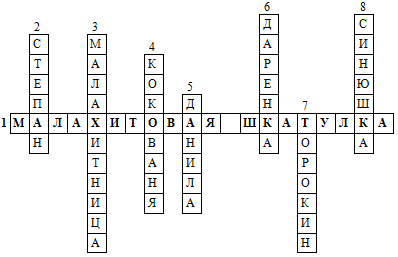 1 МАЛАХИТОВАЯ ШКАТУЛКА
2 СТЕПАН
3 МАЛАХИТНИЦА
4 КОКОВАНЯ
5 ДАНИЛА
6 ДАРЕНКА
7 ТОРОКИН
8 СИНЮШКА